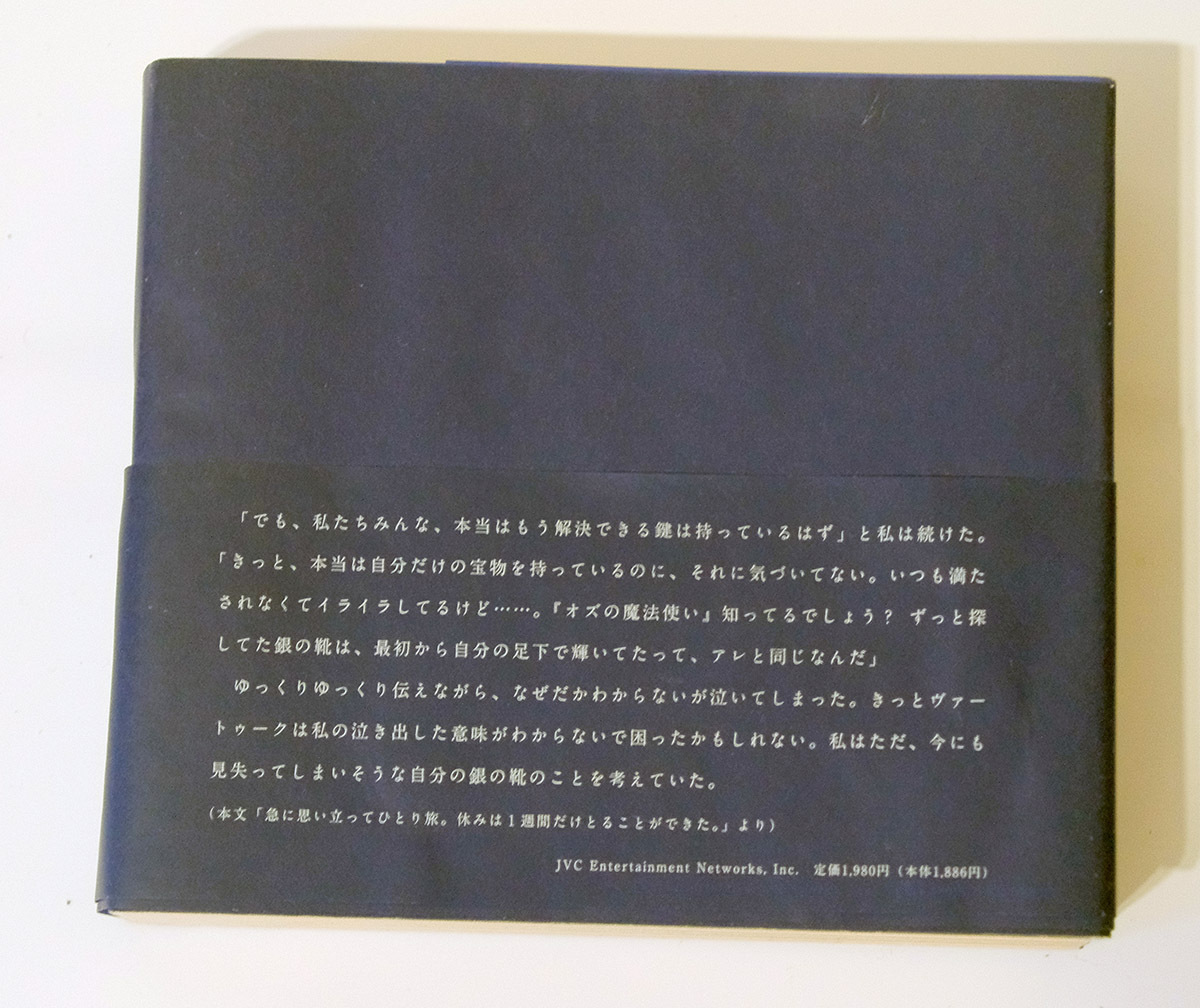 「でも、私たちみんな、本当はもう解決できる鍵は持っているはず」と私は続けた。
「きっと、本当は自分だけの宝物を持っているのに、それに気づいてない。いつも満た
されなくてイライラしてるけど……。『オズの魔法使い』知ってるでしょう？ ずっと探
してた銀の靴は、最初から自分の足下で輝いてたって、アレと同じなんだ」
　ゆっくりゆっくり伝えながら、なぜだかわからないが泣いてしまった。きっとヴァー
トゥークは私の泣き出した意味がわからないで困ったかもしれない。私はただ、今にも
見失ってしまいそうな自分の銀の靴のことを考えていた。
（本文「急に思い立ってひとり旅。休みは1週間だけとることができた。」より）
JVC Entertainment Networks, Inc.　定価1,980円（本体1,886円）